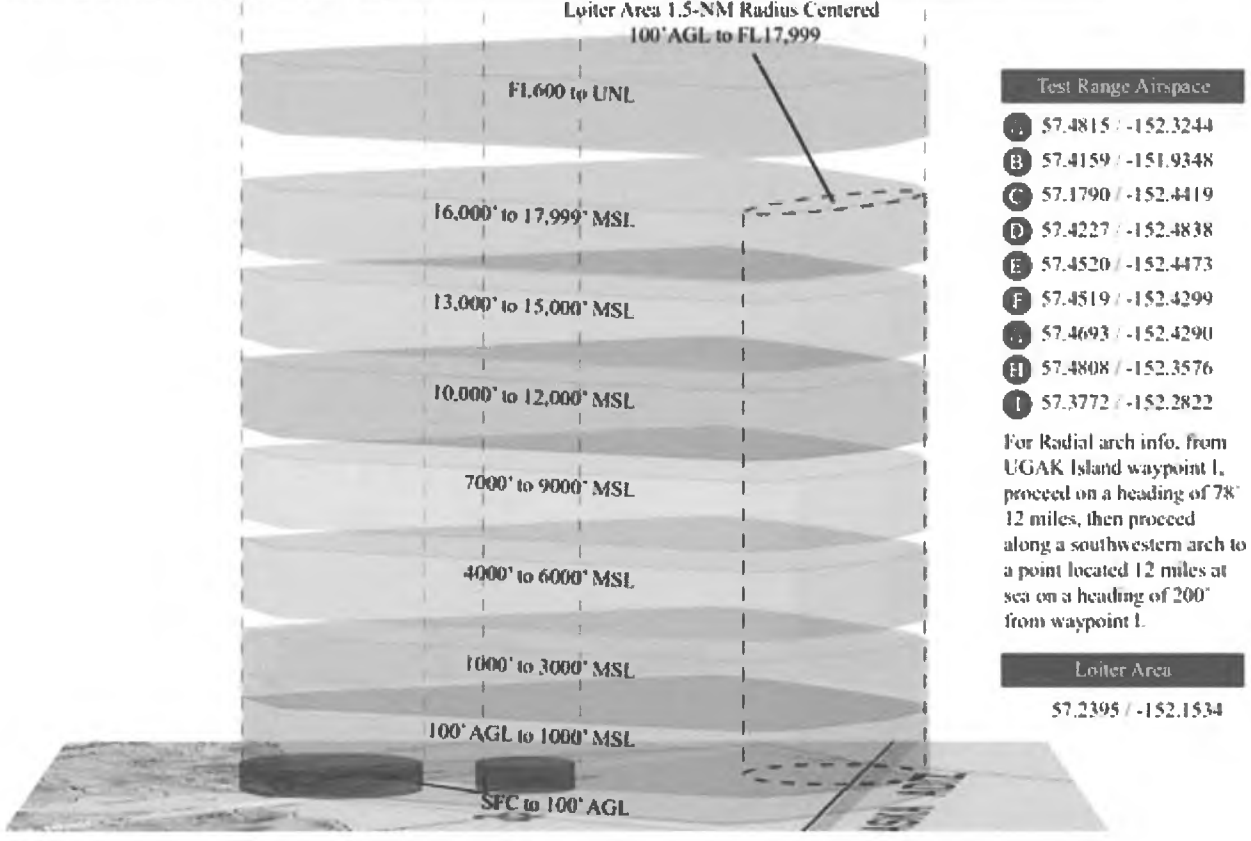 Loiter Area 1.5-NM Radius Centered
100' AGL to FL17,999
FL600 to UNL
16,000' to 17,999' MSL
13,000' to 15,000' MSL
10,000' to 12,000' MSL
7000' to 9000' MSL
4000' to 6000' MSL
1000' to 3000' MSL
100' AGL to 1000' MSL
SFC to 100' AGL
Test Range Airspace
A 57.4815 / -152.3244
B 57.4159 / -151.9348
C 57.1790 / -152.4419
D 57.4227 / -152.4838
E 57.4520 / -152.4473
F 57.4519 / -152.4299
57.4693 / -152.4290
H 57.4808 / -152.3576
I 57.3772 / -152.2822
For Radial arch info, from
UGAK Island waypoint I,
proceed on a heading of 78°
12 miles, then proceed
along a southwestern arch to
a point located 12 miles at
sea on a heading of 200°
from waypoint I.
Loiter Area
57.2395 / -152.1534